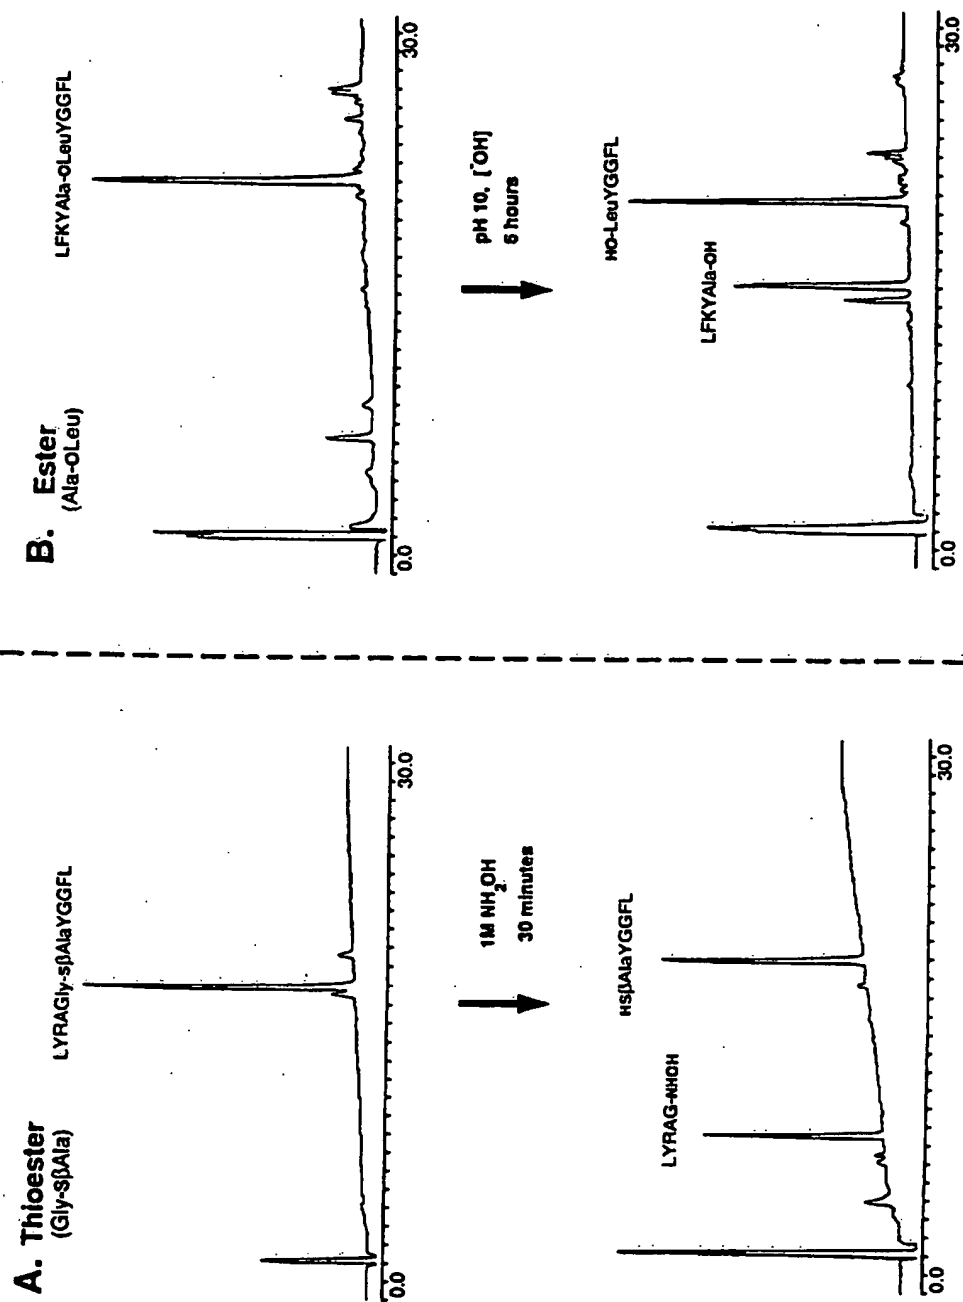 A. Thioester
(Gly-SβAla)
LYRAGly-sβAlaYGGFL
0.0
30.0
1M NH2OH
30 minutes
LYRAG-NHOH
HSβAlaYGGFL
0.0
30.0
B. Ester
(Ala-OLeu)
LFKYAla-OLeuYGGFL
0.0
30.0
pH 10, [-OH]
6 hours
LFKYAla-OH
HO-LeuYGGFL
0.0
30.0